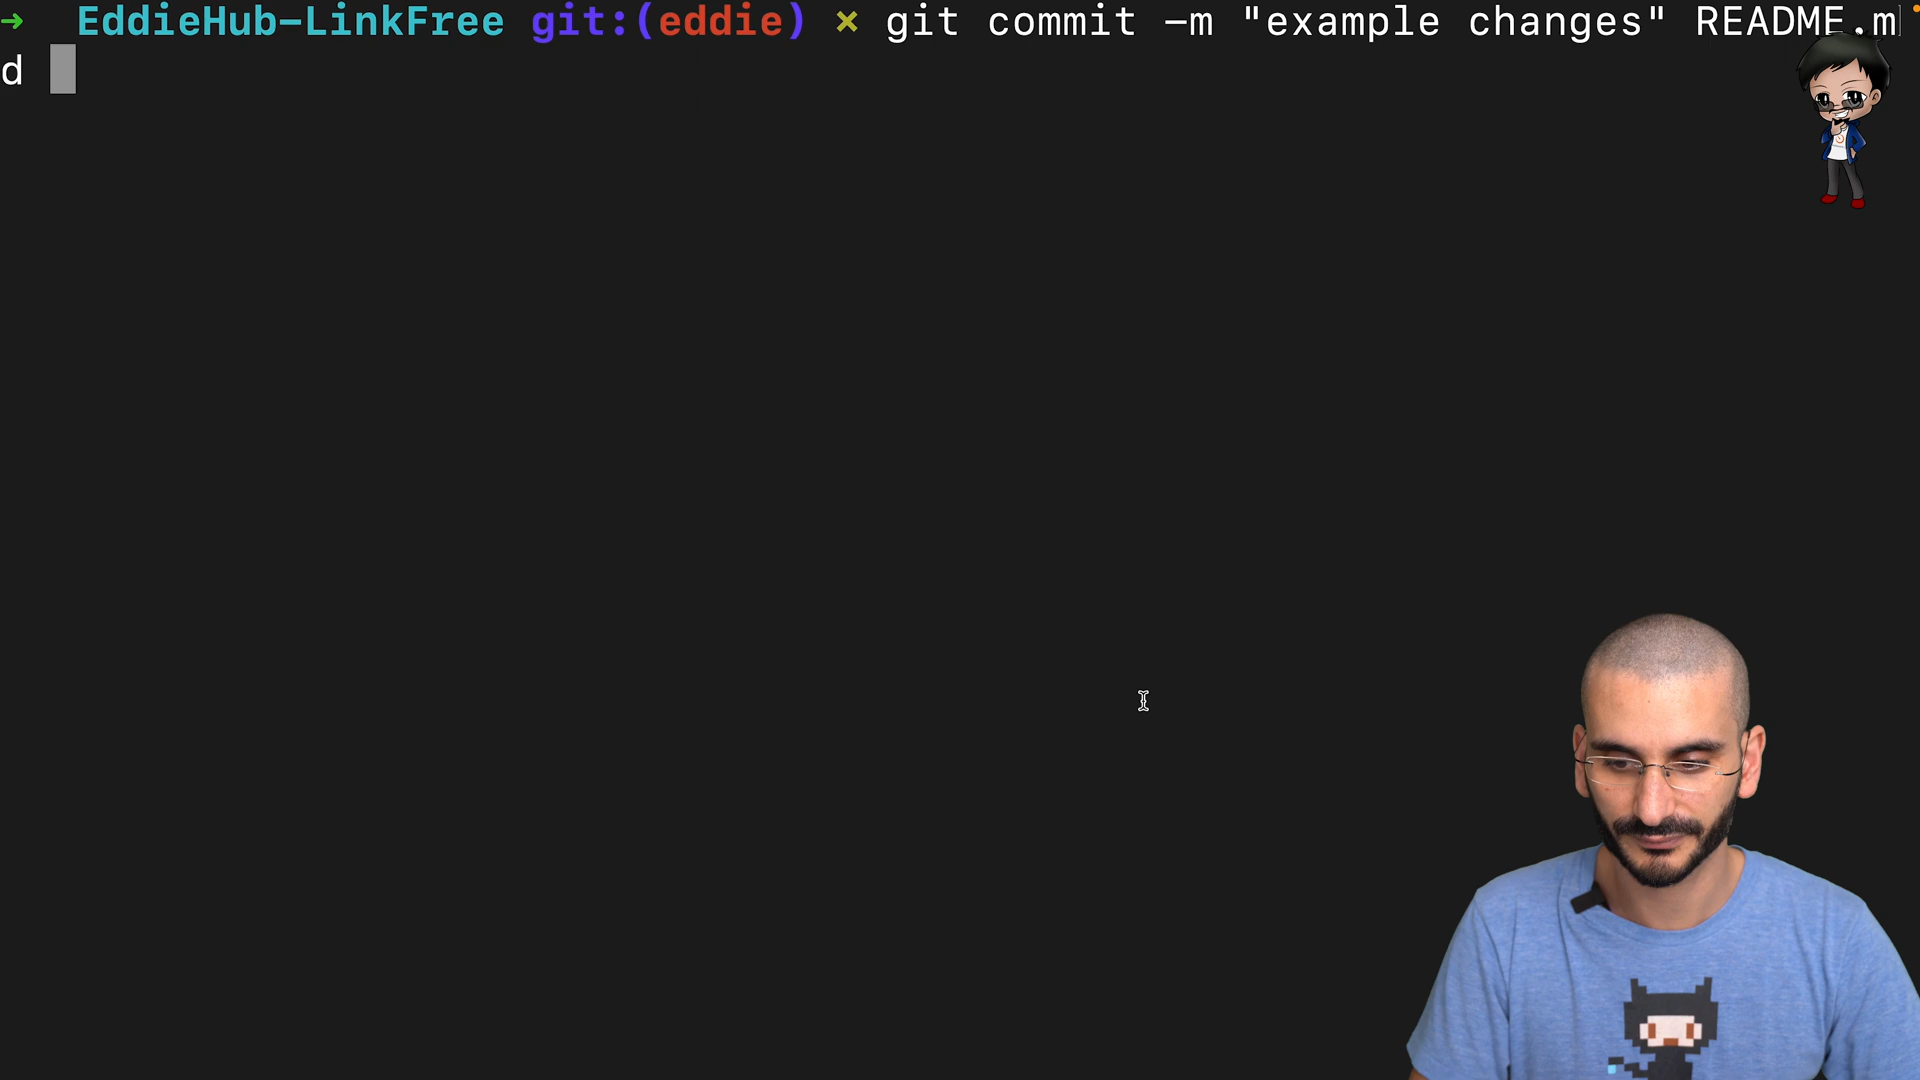 ➜ EddieHub-LinkFree git:(eddie) ✗ git commit -m "example changes" README.m
d